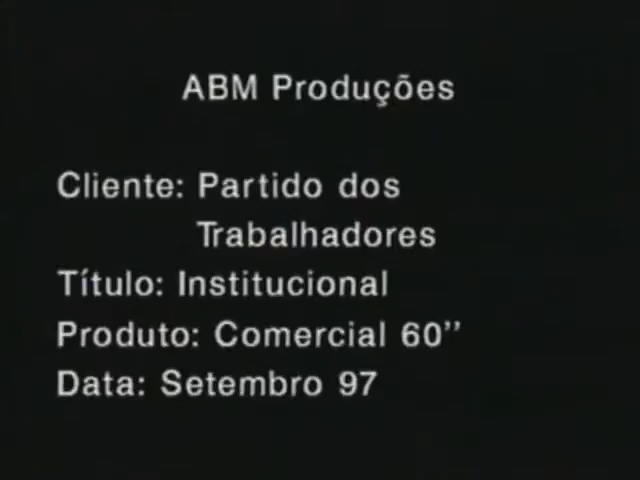 ABM Produções
Cliente: Partido dos
Trabalhadores
Título: Institucional
Produto: Comercial 60’’
Data: Setembro 97